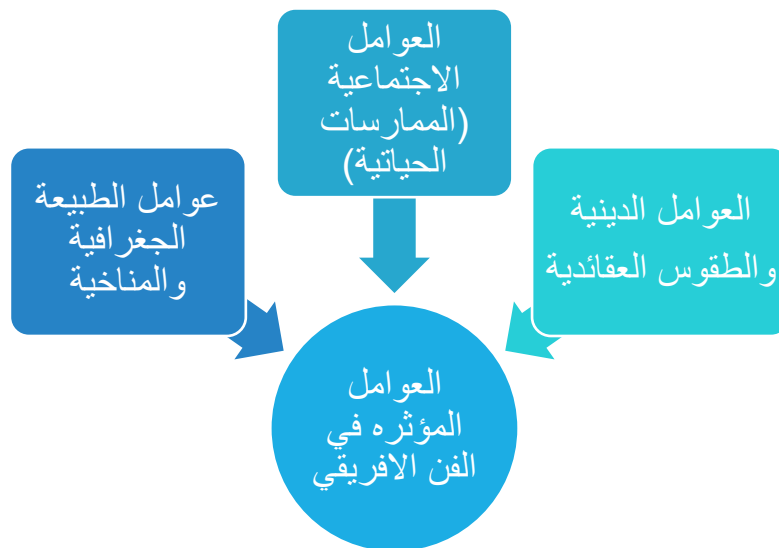 العوامل
الاجتماعية
(الممارسات
الحياتية)
العوامل الدينية
والطقوس العقائدية
عوامل الطبيعة
الجغرافية
والمناخية
العوامل
المؤثره في
الفن الافريقي